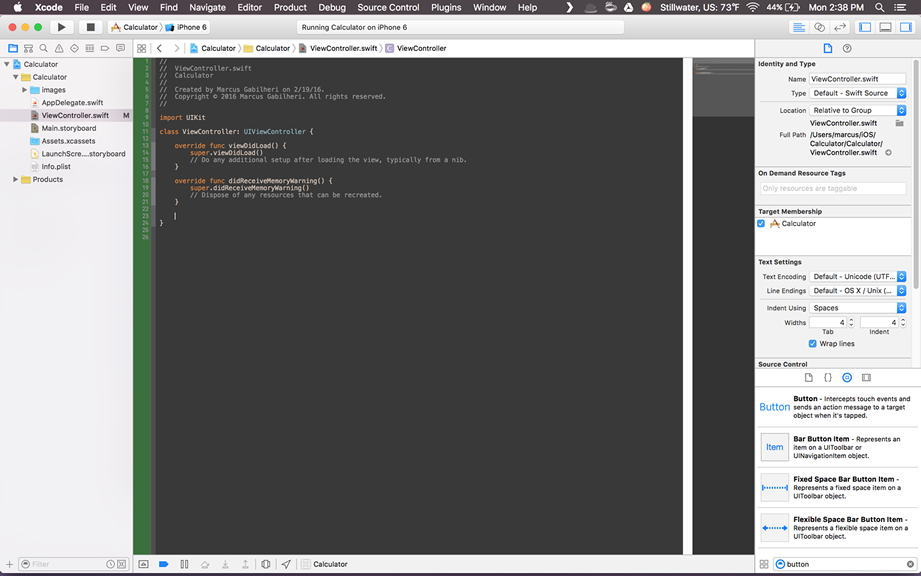 Xcode File Edit View Find Navigate Editor Product Debug Source Control Plugins Window Help Stillwater, US: 73°F 44% Mon 2:38 PM
Calculator iPhone 6 Running Calculator on iPhone 6
Calculator Calculator ViewController.swift ViewController
Calculator
Calculator
images
AppDelegate.swift
ViewController.swift M
Main.storyboard
Assets.xcassets
LaunchScre....storyboard
Info.plist
Products
Filter
1 //
2 // ViewController.swift
3 // Calculator
4 //
5 // Created by Marcus Gabilheri on 2/19/16.
6 // Copyright © 2016 Marcus Gabilheri. All rights reserved.
7 //
8
9 import UIKit
10
11 class ViewController: UIViewController {
12
13 override func viewDidLoad() {
14 super.viewDidLoad()
15 // Do any additional setup after loading the view, typically from a nib.
16 }
17
18 override func didReceiveMemoryWarning() {
19 super.didReceiveMemoryWarning()
20 // Dispose of any resources that can be recreated.
21 }
22
23
24 }
25
26
Calculator
Identity and Type
Name ViewController.swift
Type Default - Swift Source
Location Relative to Group
ViewController.swift
Full Path /Users/marcus/iOS/
Calculator/Calculator/
ViewController.swift
On Demand Resource Tags
Only resources are taggable
Target Membership
Calculator
Text Settings
Text Encoding Default - Unicode (UTF...
Line Endings Default - OS X / Unix (...
Indent Using Spaces
Widths 4 4
Tab Indent
Wrap lines
Source Control
{}
Button Button - Intercepts touch events and
sends an action message to a target
object when it's tapped.
Item Bar Button Item - Represents an
item on a UIToolbar or
UINavigationItem object.
Fixed Space Bar Button Item -
Represents a fixed space item on a
UIToolbar object.
Flexible Space Bar Button Item -
Represents a flexible space item on a
UIToolbar object.
button